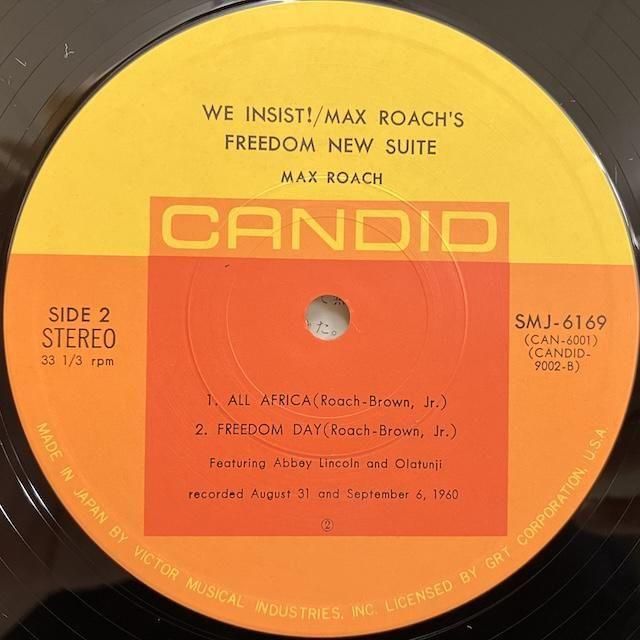 WE INSIST!/MAX ROACH'S
FREEDOM NEW SUITE
MAX ROACH
CANDID
SIDE 2
STEREO
33 1/3 rpm
SMJ-6169
(CAN-6001)
(CANDID-
9002-B)
1. ALL AFRICA(Roach-Brown, Jr.)
2. FREEDOM DAY(Roach-Brown, Jr.)
Featuring Abbey Lincoln and Olatunji
recorded August 31 and September 6, 1960
②
MADE IN JAPAN BY VICTOR MUSICAL INDUSTRIES, INC. LICENSED BY GRT CORPORATION, U.S.A